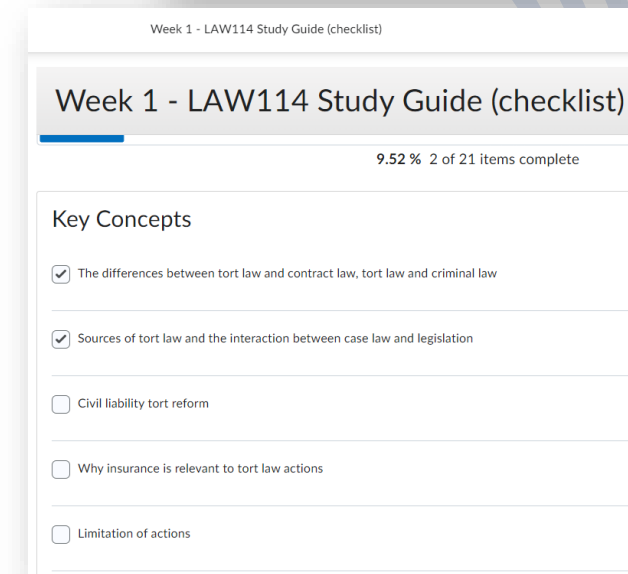 Week 1 - LAW114 Study Guide (checklist)
Week 1 - LAW114 Study Guide (checklist)
9.52 % 2 of 21 items complete
Key Concepts
The differences between tort law and contract law, tort law and criminal law
Sources of tort law and the interaction between case law and legislation
Civil liability tort reform
Why insurance is relevant to tort law actions
Limitation of actions